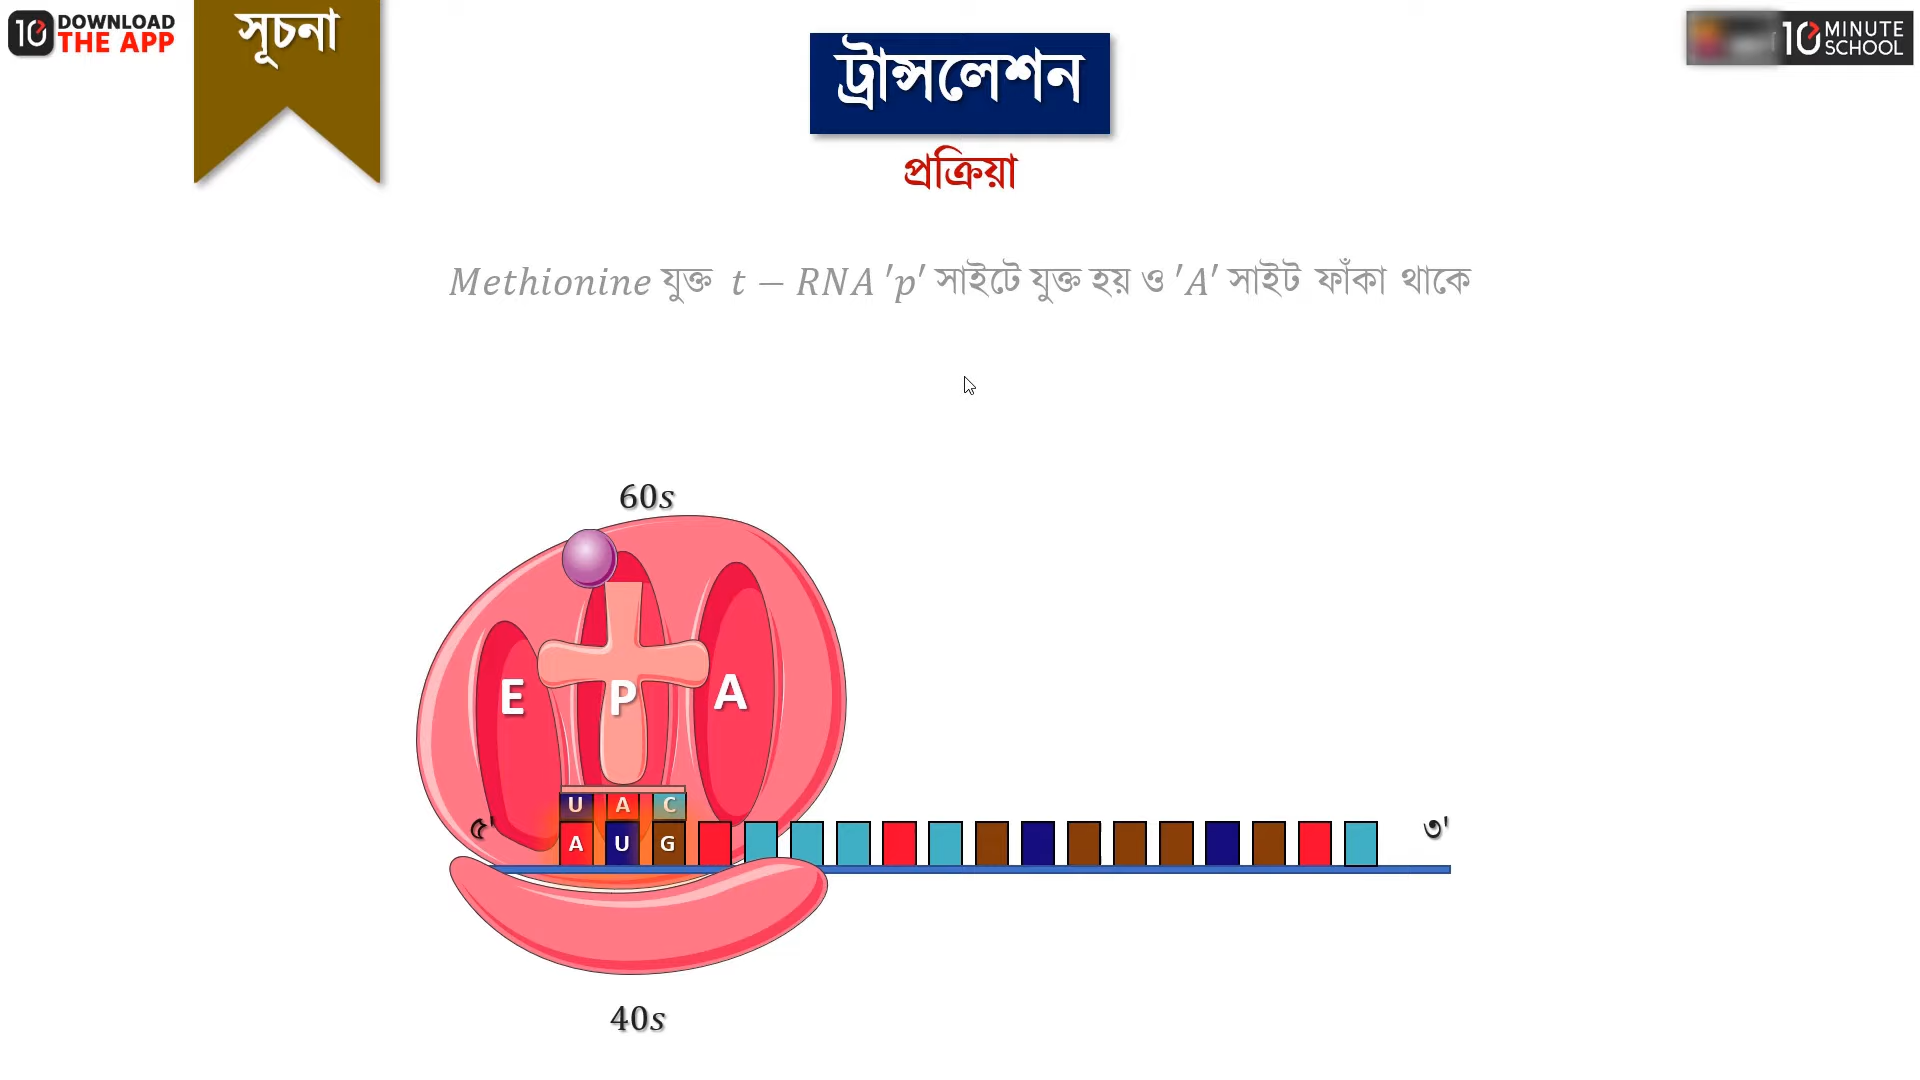 10 DOWNLOAD
THE APP
সূচনা
ট্রান্সলেশন
প্রক্রিয়া
10 MINUTE
SCHOOL
Methionine যুক্ত t – RNA 'p' সাইটে যুক্ত হয় ও 'A' সাইট ফাঁকা থাকে
60s
E P A
U A C
৫' A U G ৩'
40s